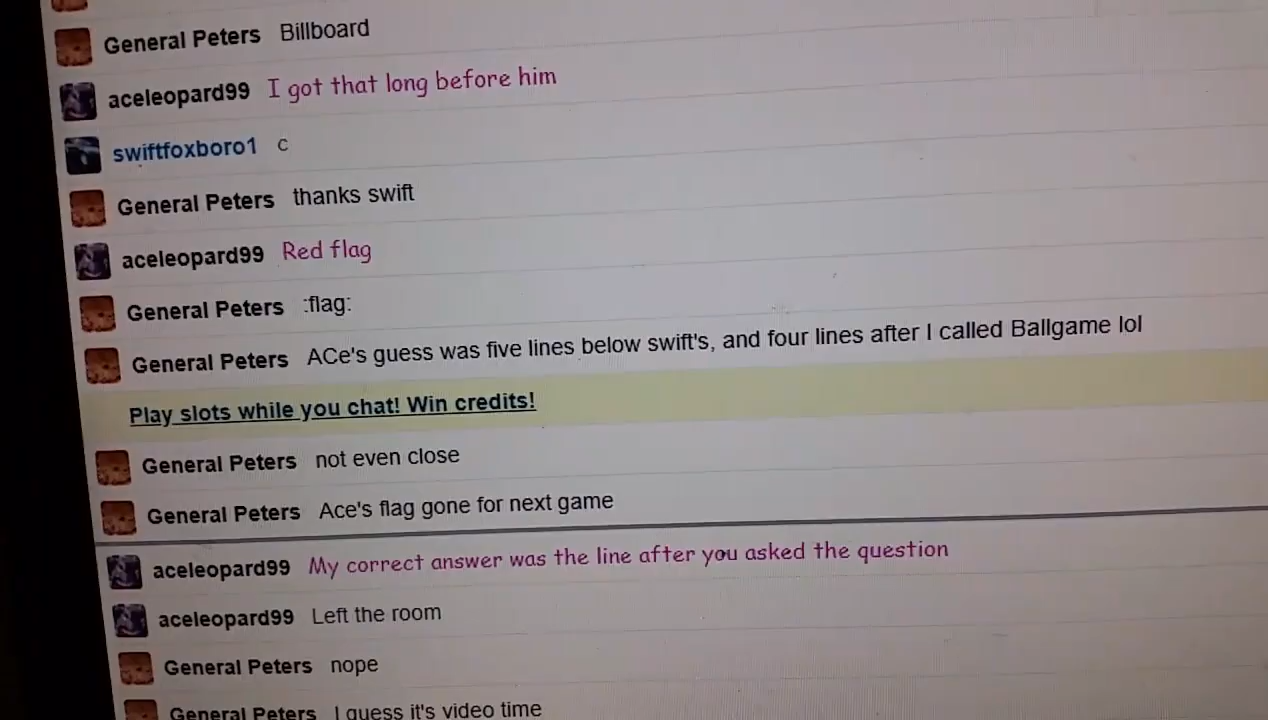 General Peters Billboard
aceleopard99 I got that long before him
swiftfoxboro1 c
General Peters thanks swift
aceleopard99 Red flag
General Peters :flag:
General Peters ACe's guess was five lines below swift's, and four lines after I called Ballgame lol
Play slots while you chat! Win credits!
General Peters not even close
General Peters Ace's flag gone for next game
aceleopard99 My correct answer was the line after you asked the question
aceleopard99 Left the room
General Peters nope
General Peters I guess it's video time